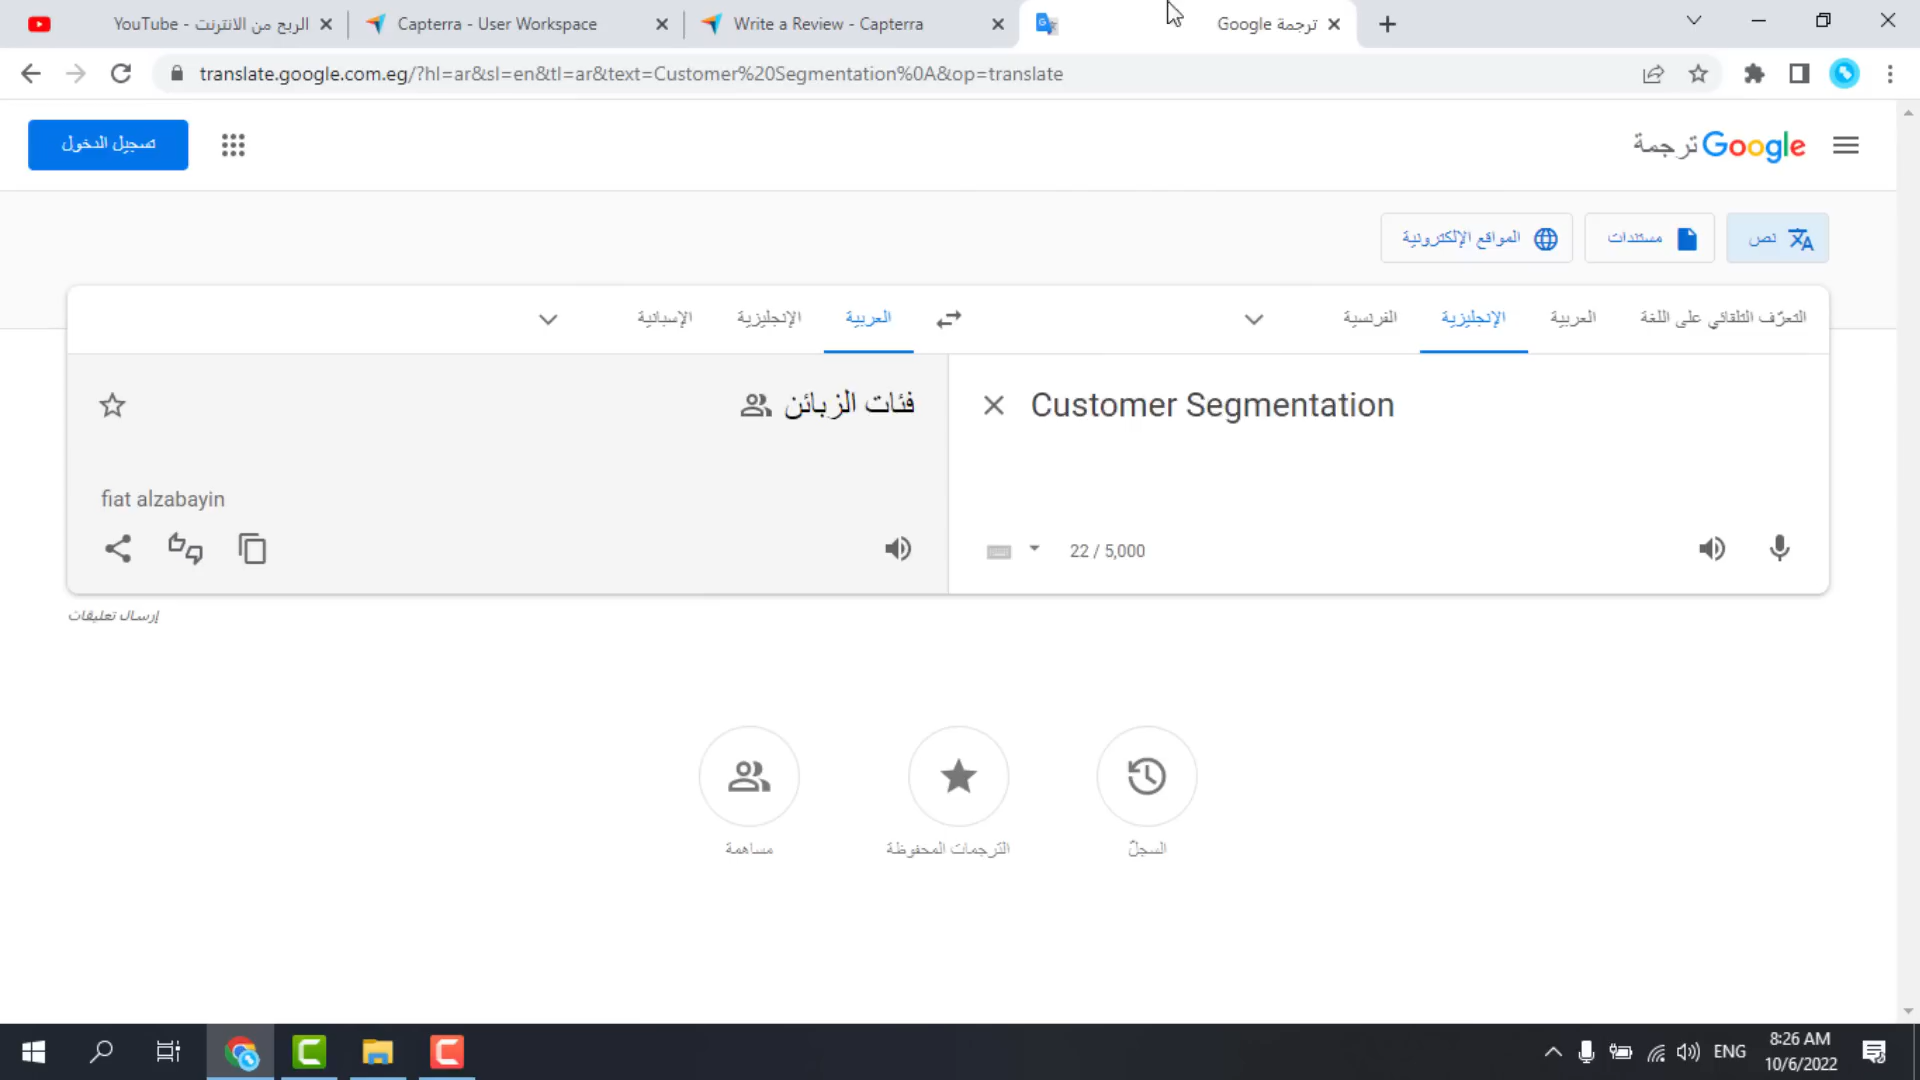 YouTube - الربح من الانترنت
Capterra - User Workspace
Write a Review - Capterra
ترجمة Google
translate.google.com.eg/?hl=ar&sl=en&tl=ar&text=Customer%20Segmentation%0A&op=translate
ترجمة Google
تسجيل الدخول
نص
مستندات
المواقع الإلكترونية
التعرّف التلقائي على اللغة
العربية
الإنجليزية
الفرنسية
العربية
الإنجليزية
الإسبانية
Customer Segmentation
فئات الزبائن
fiat alzabayin
22 / 5,000
إرسال تعليقات
السجلّ
الترجمات المحفوظة
مساهمة
ENG
8:26 AM
10/6/2022